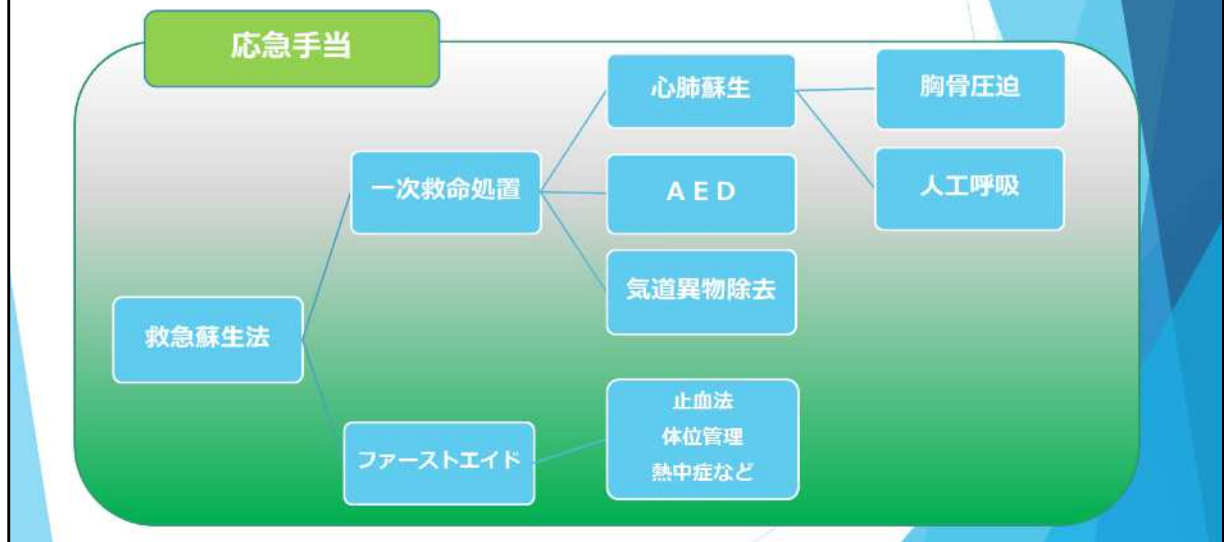 応急手当
心肺蘇生
胸骨圧迫
一次救命処置
ＡＥＤ
人工呼吸
気道異物除去
救急蘇生法
止血法
体位管理
熱中症など
ファーストエイド